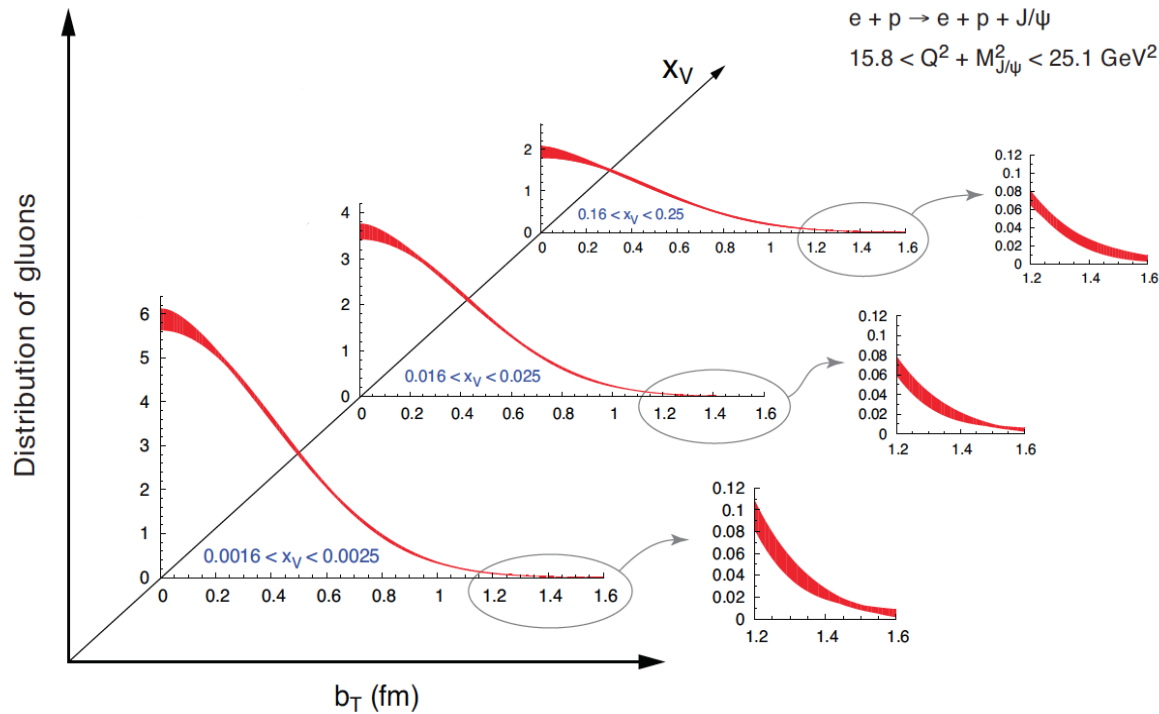 e + p → e + p + J/ψ
15.8 < Q² + M²_J/ψ < 25.1 GeV²
x_V
Distribution of gluons
b_T (fm)
2
1
0
0.16 < x_V < 0.25
0 0.2 0.4 0.6 0.8 1 1.2 1.4 1.6
0.12
0.1
0.08
0.06
0.04
0.02
0
1.2 1.4 1.6
4
3
2
1
0
0.016 < x_V < 0.025
0 0.2 0.4 0.6 0.8 1 1.2 1.4 1.6
0.12
0.1
0.08
0.06
0.04
0.02
0
1.2 1.4 1.6
6
5
4
3
2
1
0
0.0016 < x_V < 0.0025
0 0.2 0.4 0.6 0.8 1 1.2 1.4 1.6
0.12
0.1
0.08
0.06
0.04
0.02
0
1.2 1.4 1.6